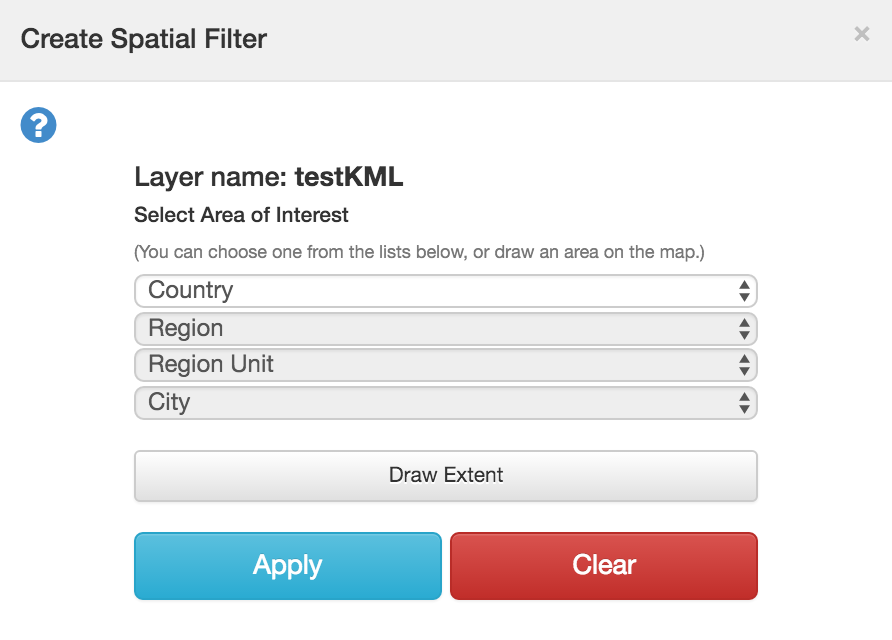 Create Spatial Filter
×
?
Layer name: testKML
Select Area of Interest
(You can choose one from the lists below, or draw an area on the map.)
Country
Region
Region Unit
City
Draw Extent
Apply Clear